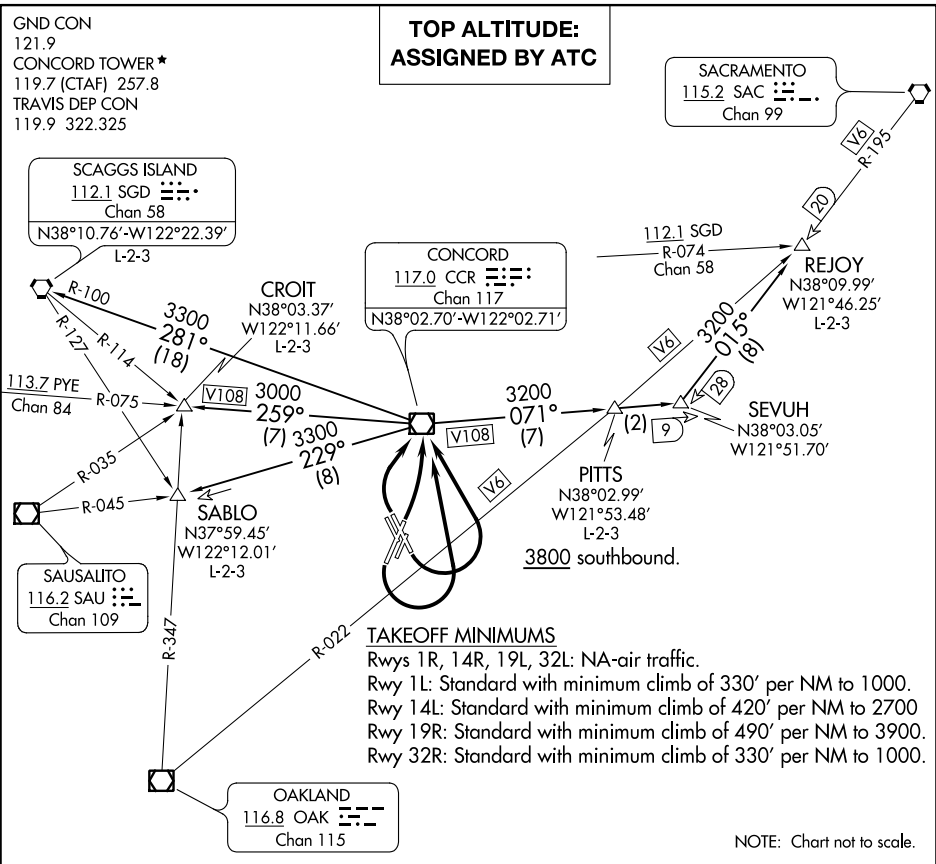 GND CON
121.9
CONCORD TOWER★
119.7 (CTAF) 257.8
TRAVIS DEP CON
119.9 322.325
TOP ALTITUDE:
ASSIGNED BY ATC
SACRAMENTO
115.2 SAC
Chan 99
V6
R-195
20
SCAGGS ISLAND
112.1 SGD
Chan 58
N38°10.76'-W122°22.39'
L-2-3
CONCORD
117.0 CCR
Chan 117
N38°02.70'-W122°02.71'
112.1 SGD
R-074
Chan 58
REJOY
N38°09.99'
W121°46.25'
L-2-3
CROIT
N38°03.37'
W122°11.66'
L-2-3
R-100
R-114
R-127
3300
281°
(18)
113.7 PYE
Chan 84
R-075
V108
3000
259°
(7)
3300
229°
(8)
V108
3200
071°
(7)
V6
3200
015°
(8)
28
(2)
9
SEVUH
N38°03.05'
W121°51.70'
PITTS
N38°02.99'
W121°53.48'
L-2-3
3800 southbound.
V6
R-035
R-045
SABLO
N37°59.45'
W122°12.01'
L-2-3
SAUSALITO
116.2 SAU
Chan 109
R-347
R-022
TAKEOFF MINIMUMS
Rwys 1R, 14R, 19L, 32L: NA-air traffic.
Rwy 1L: Standard with minimum climb of 330' per NM to 1000.
Rwy 14L: Standard with minimum climb of 420' per NM to 2700
Rwy 19R: Standard with minimum climb of 490' per NM to 3900.
Rwy 32R: Standard with minimum climb of 330' per NM to 1000.
OAKLAND
116.8 OAK
Chan 115
NOTE: Chart not to scale.